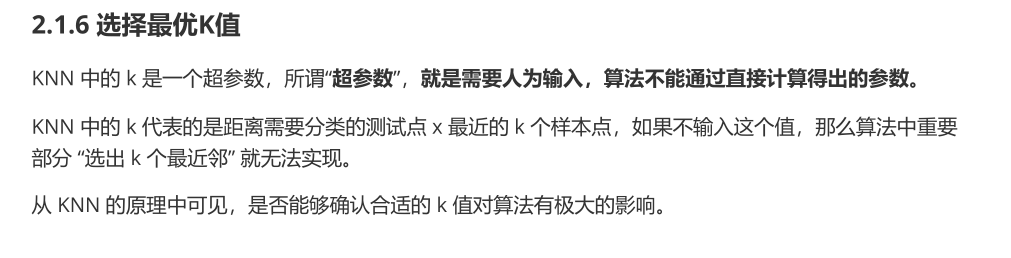 2.1.6 选择最优K值
KNN 中的 k 是一个超参数，所谓“超参数”，就是需要人为输入，算法不能通过直接计算得出的参数。
KNN 中的 k 代表的是距离需要分类的测试点 x 最近的 k 个样本点，如果不输入这个值，那么算法中重要
部分 “选出 k 个最近邻” 就无法实现。
从 KNN 的原理中可见，是否能够确认合适的 k 值对算法有极大的影响。